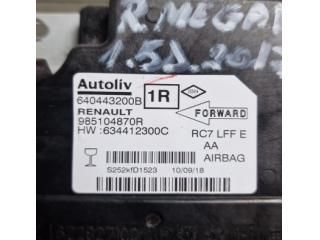 R.MEGAN
1.5d 2013
Autoliv
640443200B
1R
RENAULT
985104870R
FORWARD
HW :634412300C
RC7 LFF E
AA
AIRBAG
S252kfD1523 10/09/18